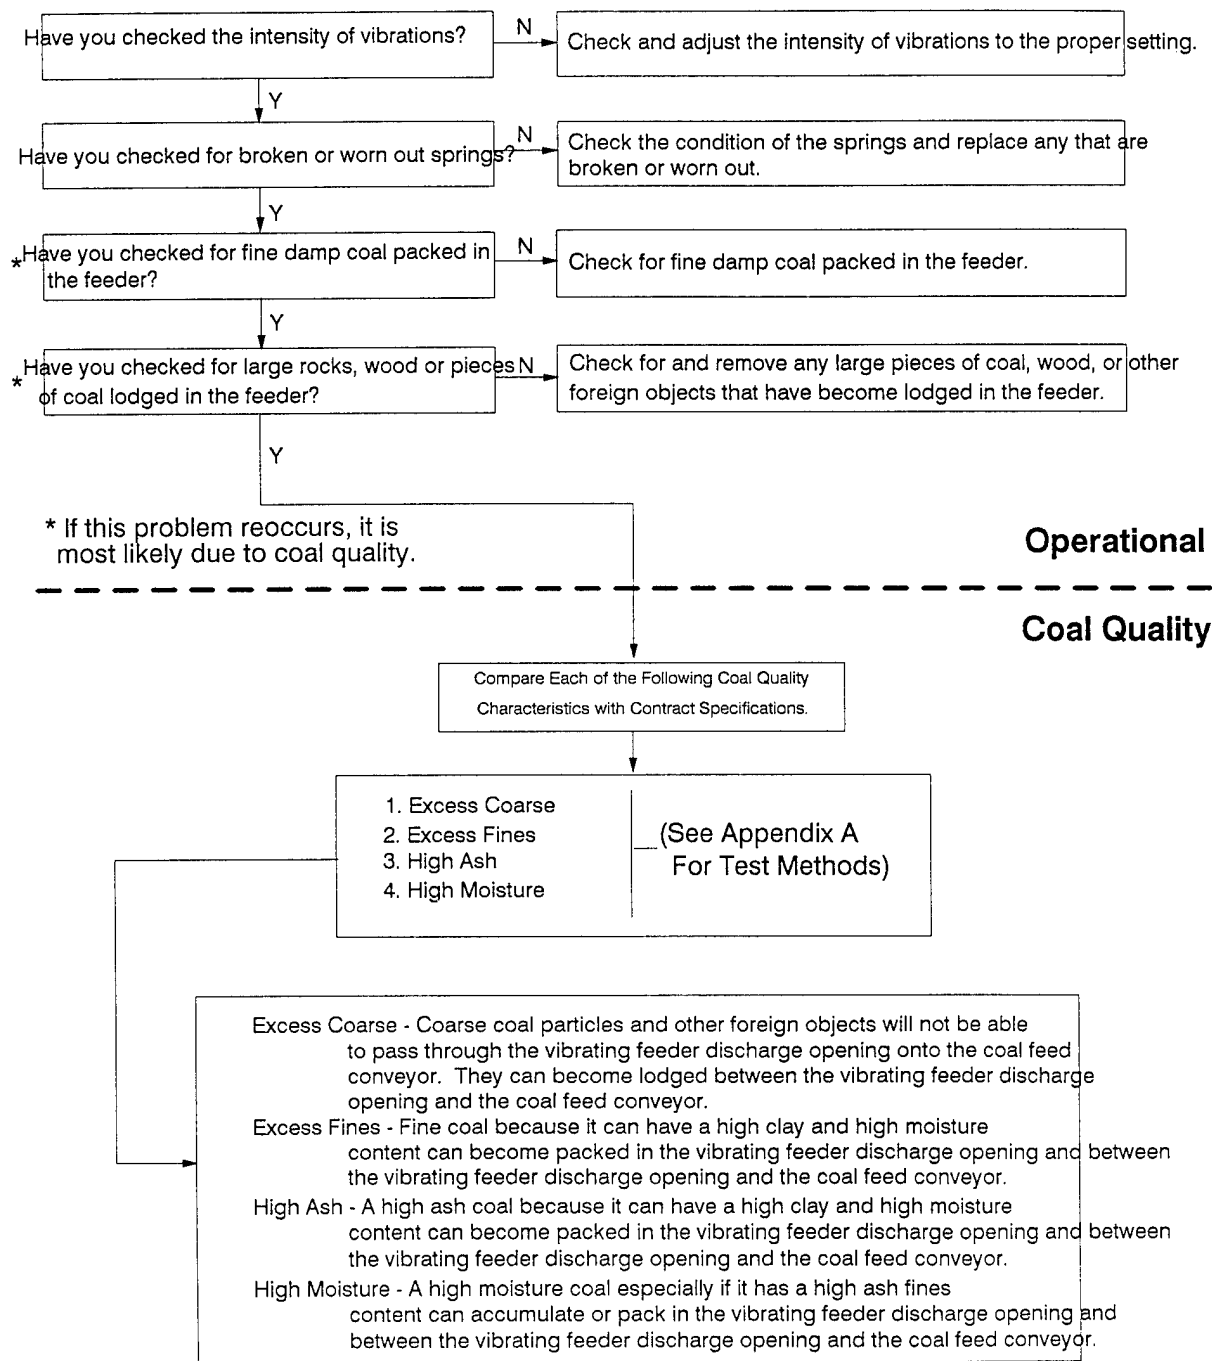 Have you checked the intensity of vibrations?
N
Check and adjust the intensity of vibrations to the proper setting.
Y
Have you checked for broken or worn out springs?
N
Check the condition of the springs and replace any that are
broken or worn out.
Y
*Have you checked for fine damp coal packed in
the feeder?
N
Check for fine damp coal packed in the feeder.
Y
*Have you checked for large rocks, wood or pieces
of coal lodged in the feeder?
N
Check for and remove any large pieces of coal, wood, or other
foreign objects that have become lodged in the feeder.
Y
* If this problem reoccurs, it is
most likely due to coal quality.
Operational
Coal Quality
Compare Each of the Following Coal Quality
Characteristics with Contract Specifications.
1. Excess Coarse
2. Excess Fines
3. High Ash
4. High Moisture
(See Appendix A
For Test Methods)
Excess Coarse - Coarse coal particles and other foreign objects will not be able
to pass through the vibrating feeder discharge opening onto the coal feed
conveyor. They can become lodged between the vibrating feeder discharge
opening and the coal feed conveyor.
Excess Fines - Fine coal because it can have a high clay and high moisture
content can become packed in the vibrating feeder discharge opening and between
the vibrating feeder discharge opening and the coal feed conveyor.
High Ash - A high ash coal because it can have a high clay and high moisture
content can become packed in the vibrating feeder discharge opening and between
the vibrating feeder discharge opening and the coal feed conveyor.
High Moisture - A high moisture coal especially if it has a high ash fines
content can accumulate or pack in the vibrating feeder discharge opening and
between the vibrating feeder discharge opening and the coal feed conveyor.